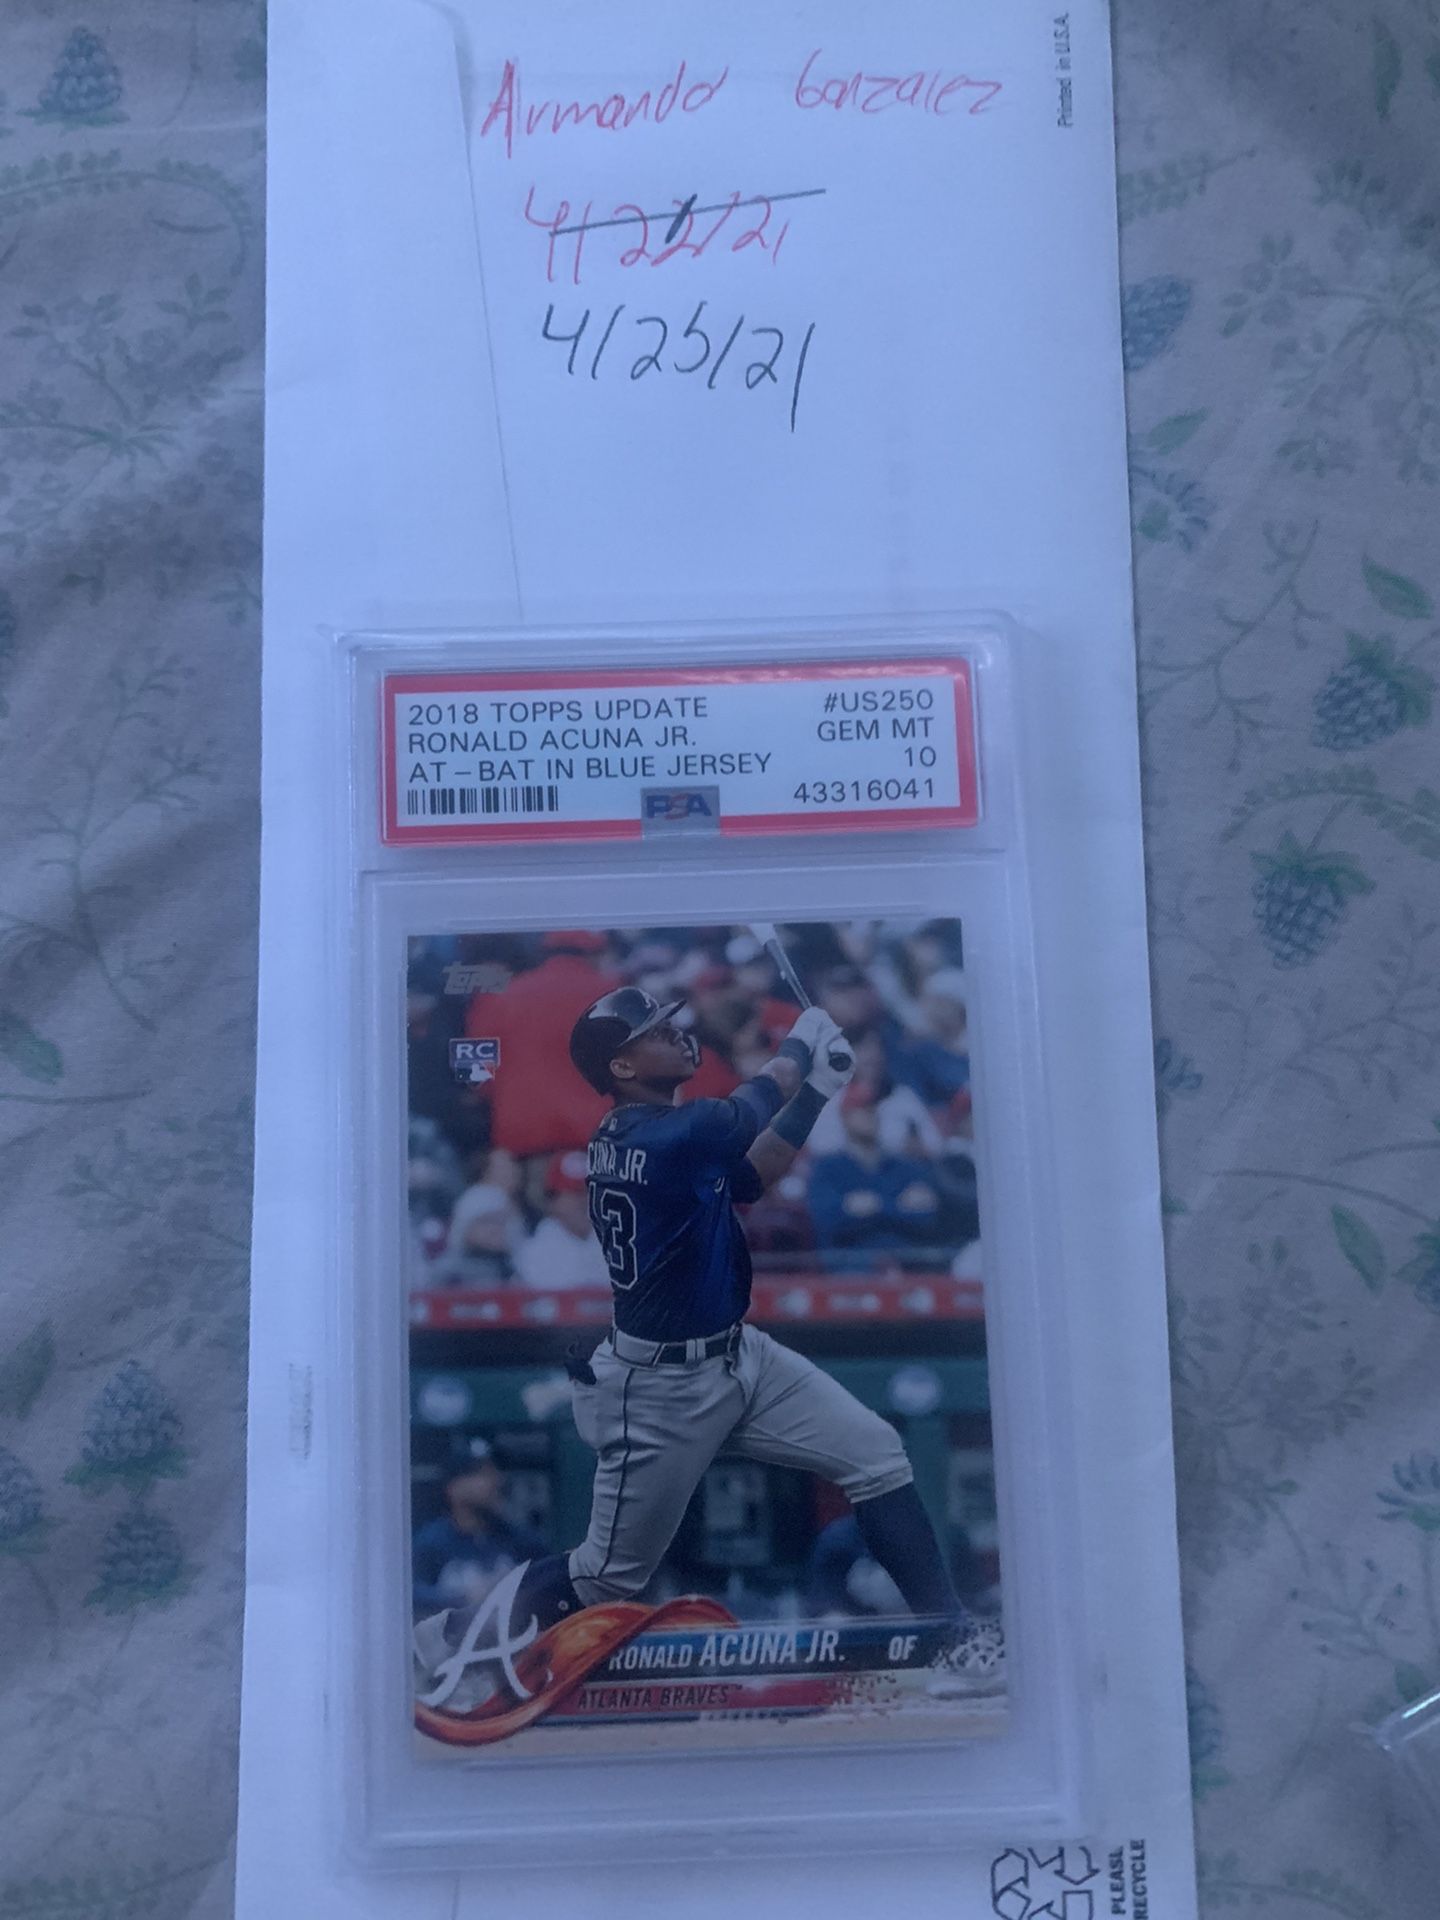 Printed in U.S.A.
Armando Gonzalez
4/22/21
4/25/21
2018 TOPPS UPDATE #US250
RONALD ACUNA JR. GEM MT
AT-BAT IN BLUE JERSEY 10
PSA 43316041
TOPPS
RC
ACUNA JR.
13
RONALD ACUNA JR. OF
A
ATLANTA BRAVES™
PLEASE
RECYCLE